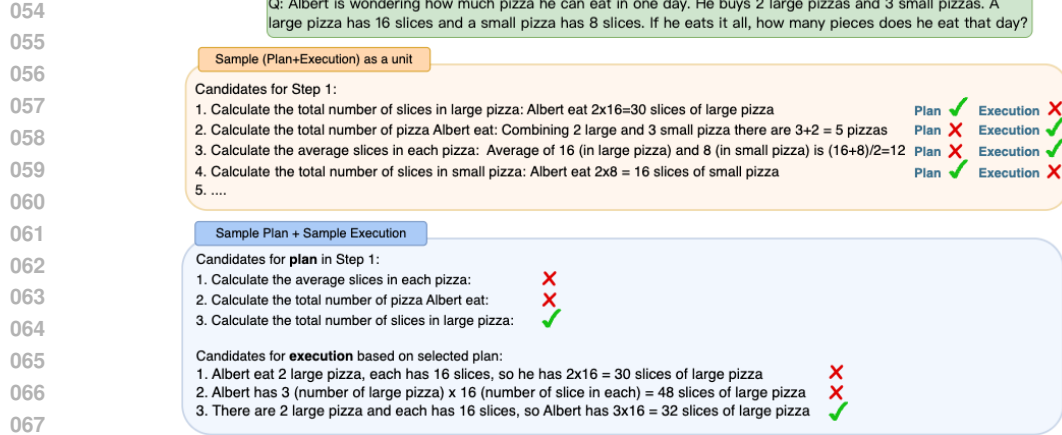 054
Q: Albert is wondering how much pizza he can eat in one day. He buys 2 large pizzas and 3 small pizzas. A
large pizza has 16 slices and a small pizza has 8 slices. If he eats it all, how many pieces does he eat that day?
055
Sample (Plan+Execution) as a unit
056
Candidates for Step 1:
057
1. Calculate the total number of slices in large pizza: Albert eat 2x16=30 slices of large pizza Plan ✓ Execution ✗
058
2. Calculate the total number of pizza Albert eat: Combining 2 large and 3 small pizza there are 3+2 = 5 pizzas Plan ✗ Execution ✓
3. Calculate the average slices in each pizza: Average of 16 (in large pizza) and 8 (in small pizza) is (16+8)/2=12 Plan ✗ Execution ✓
059
4. Calculate the total number of slices in small pizza: Albert eat 2x8 = 16 slices of small pizza Plan ✓ Execution ✗
5. ....
060
061
Sample Plan + Sample Execution
062
Candidates for plan in Step 1:
1. Calculate the average slices in each pizza: ✗
063
2. Calculate the total number of pizza Albert eat: ✗
064
3. Calculate the total number of slices in large pizza: ✓
065
Candidates for execution based on selected plan:
1. Albert eat 2 large pizza, each has 16 slices, so he has 2x16 = 30 slices of large pizza ✗
066
2. Albert has 3 (number of large pizza) x 16 (number of slice in each) = 48 slices of large pizza ✗
3. There are 2 large pizza and each has 16 slices, so Albert has 3x16 = 32 slices of large pizza ✓
067